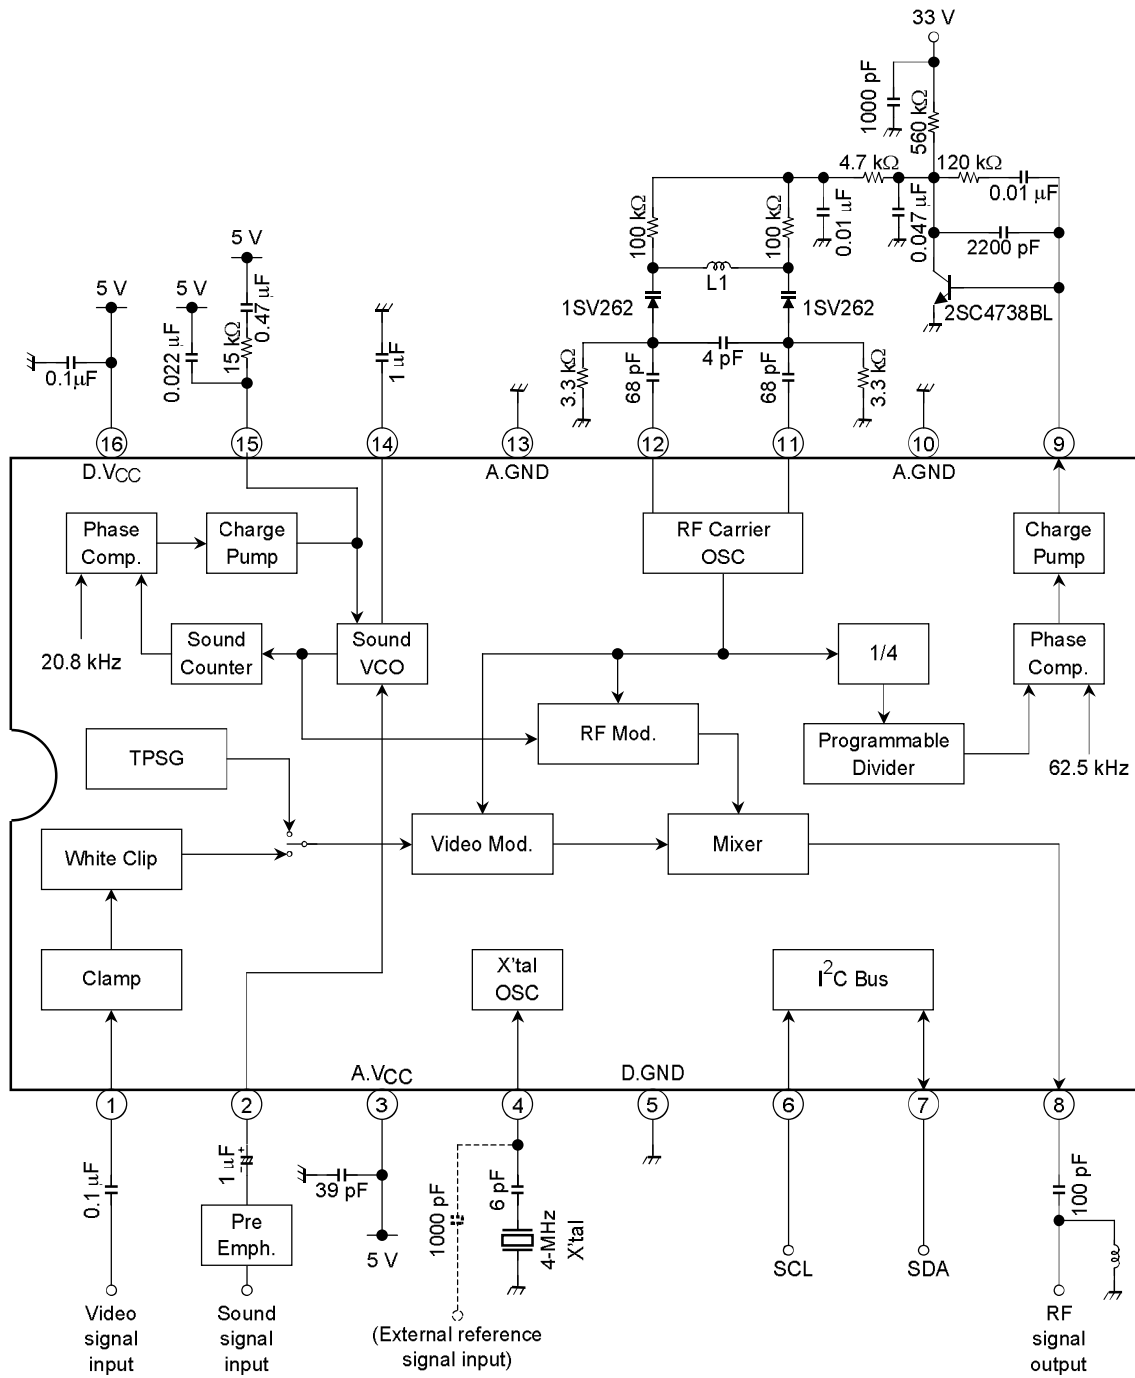 33 V
1000 pF
560 kΩ
4.7 kΩ
120 kΩ
0.01 µF
0.01 µF
0.047 µF
2200 pF
2SC4738BL
100 kΩ
100 kΩ
L1
1SV262
1SV262
4 pF
3.3 kΩ
68 pF
68 pF
3.3 kΩ
5 V
5 V
5 V
0.1µF
0.022 µF
15 kΩ
0.47 µF
1 µF
16
15
14
13
12
11
10
9
D.VCC
A.GND
A.GND
Phase
Comp.
Charge
Pump
RF Carrier
OSC
Charge
Pump
20.8 kHz
Sound
Counter
Sound
VCO
1/4
Phase
Comp.
TPSG
RF Mod.
Programmable
Divider
62.5 kHz
White Clip
Video Mod.
Mixer
Clamp
X'tal
OSC
I2C Bus
A.VCC
D.GND
1
2
3
4
5
6
7
8
0.1 µF
1 µF
+
39 pF
5 V
1000 pF
6 pF
4-MHz
X'tal
100 pF
Pre
Emph.
SCL
SDA
Video
signal
input
Sound
signal
input
(External reference
signal input)
RF
signal
output